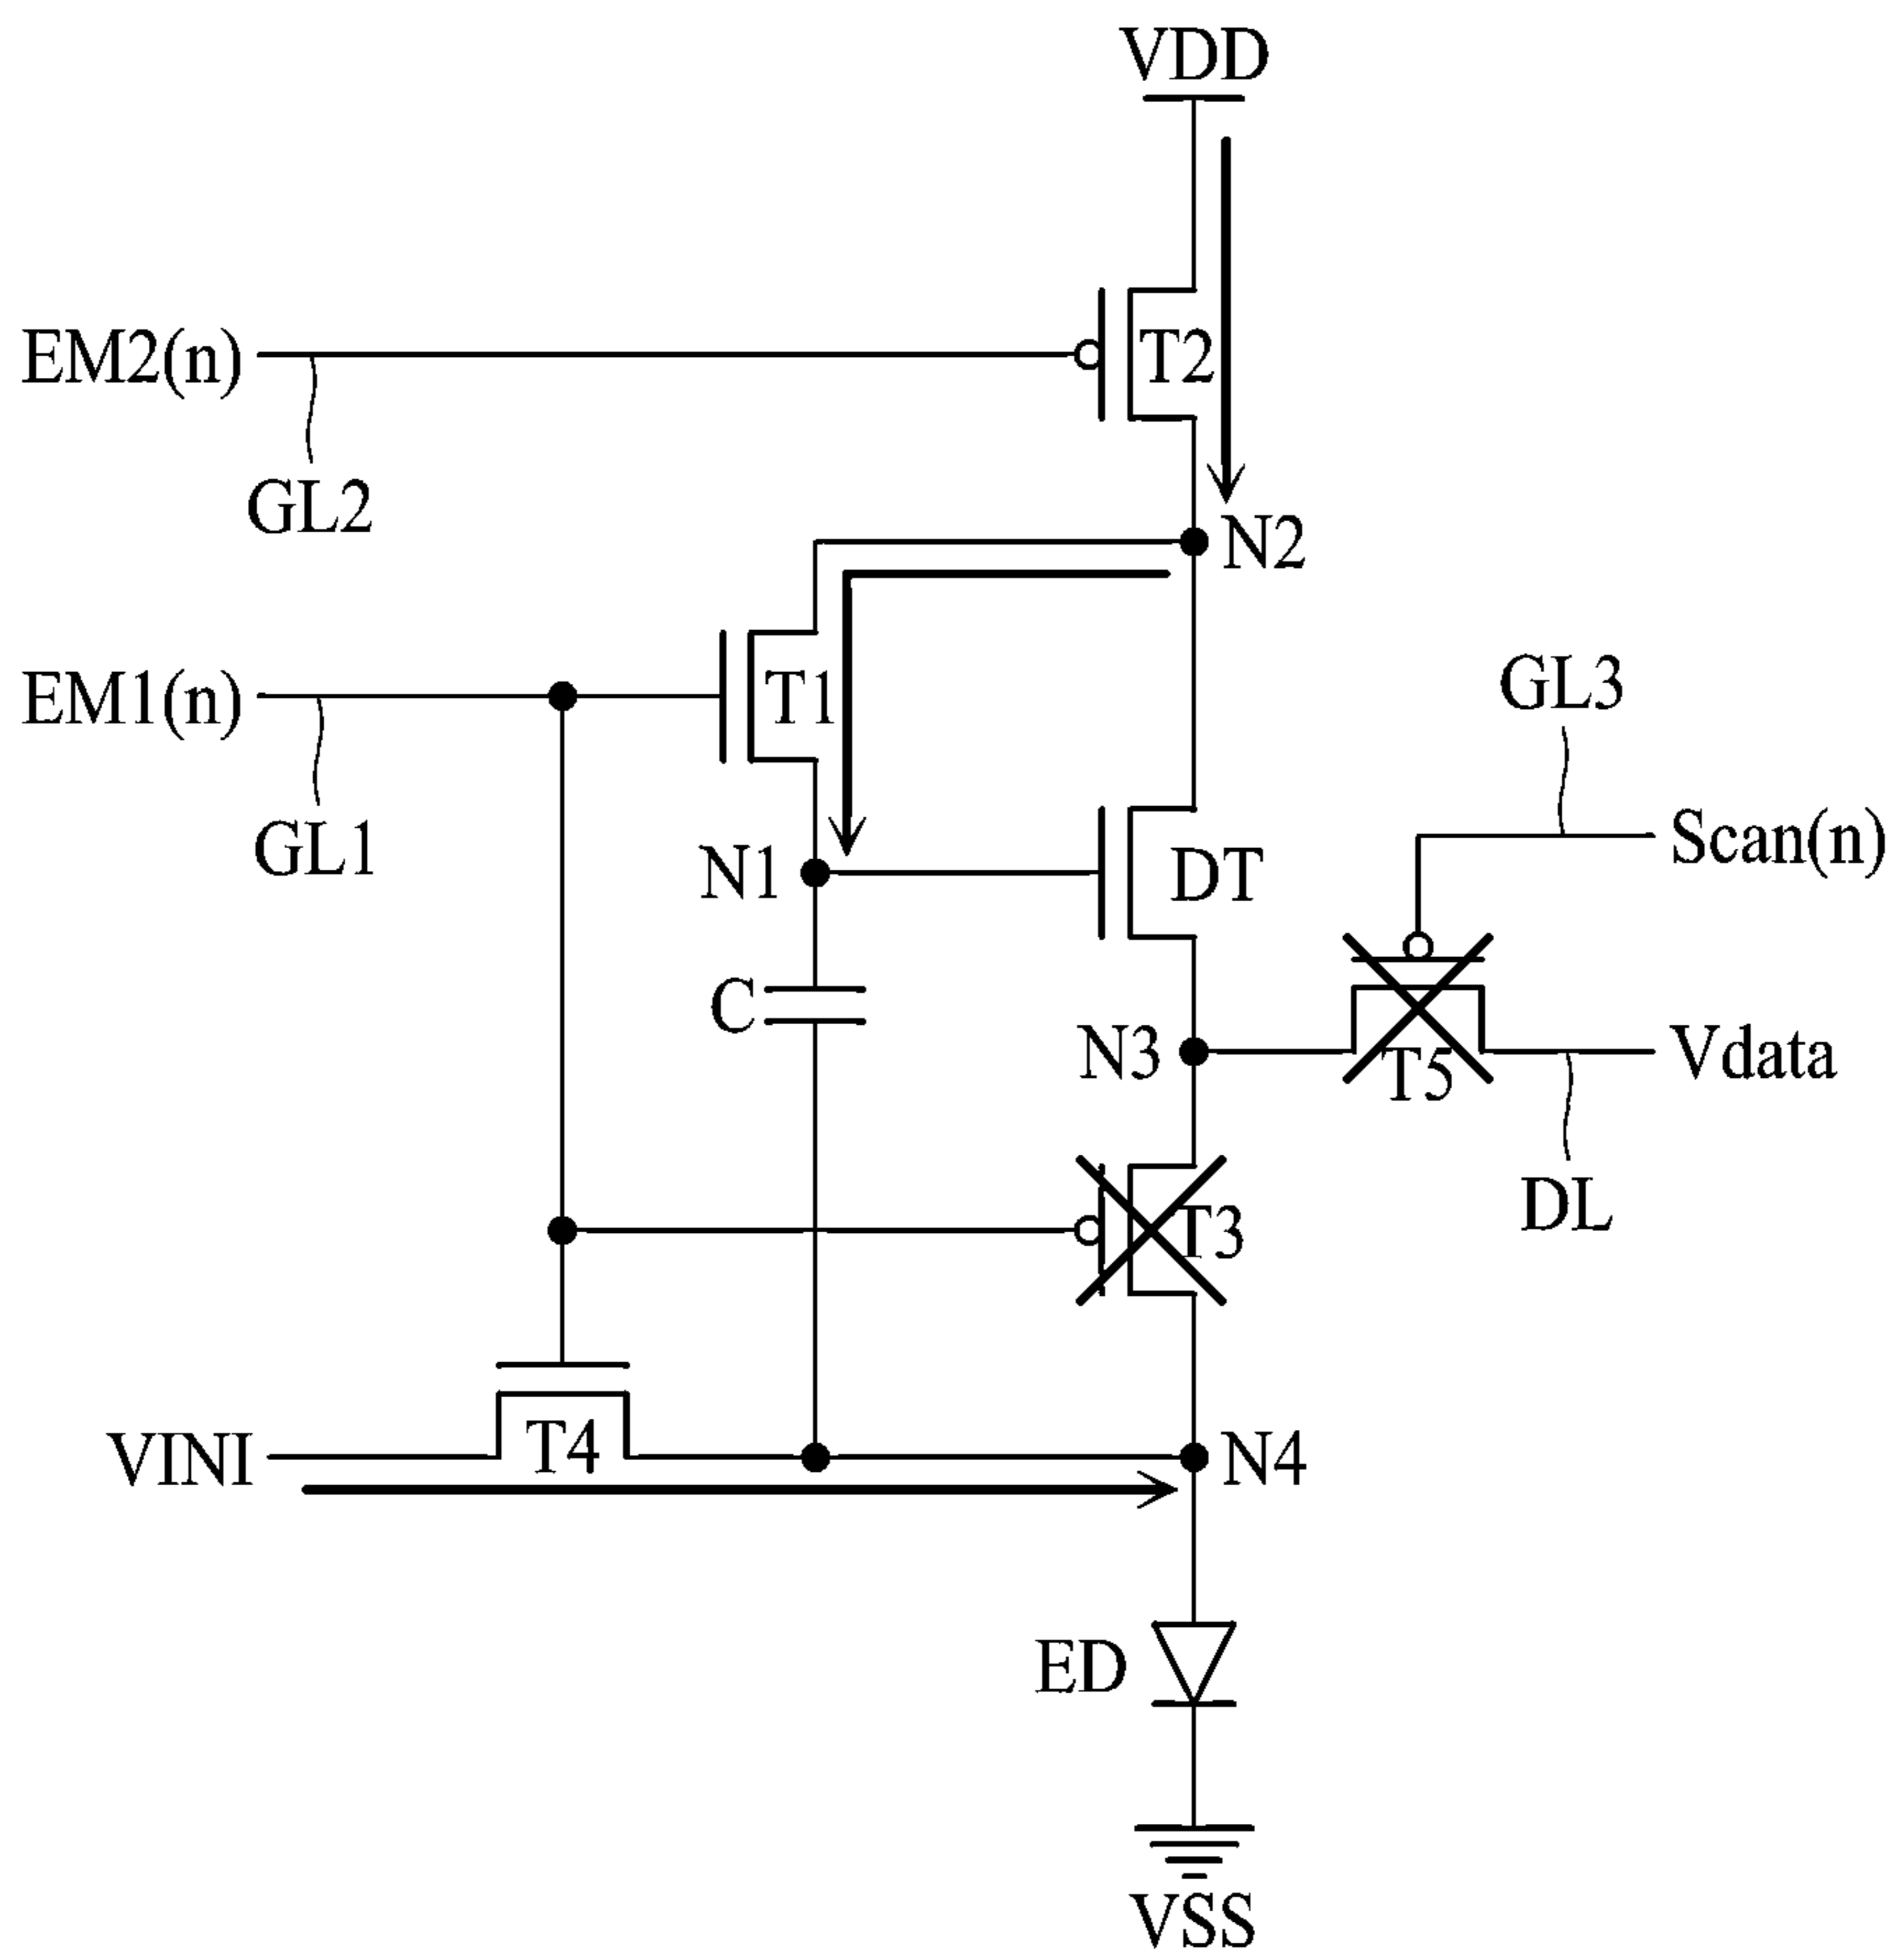 VDD
EM2(n)
T2
GL2
N2
EM1(n)
T1
GL3
GL1
Scan(n)
N1
DT
C
N3
T5
Vdata
DL
T3
VINI
T4
N4
ED
VSS